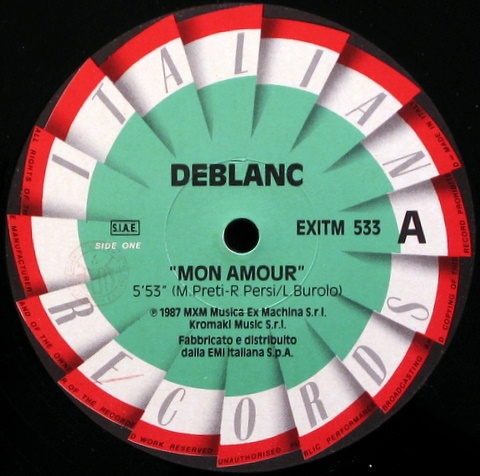 ITALIAN
RECORDS
DEBLANC
S.I.A.E.
SIDE ONE
EXITM 533
A
"MON AMOUR"
5'53" (M.Preti-R.Persi/L.Burolo)
℗ 1987 MXM Musica Ex Machina S.r.l.
Kromaki Music S.r.l.
Fabbricato e distribuito
dalla EMI Italiana S.p.A.